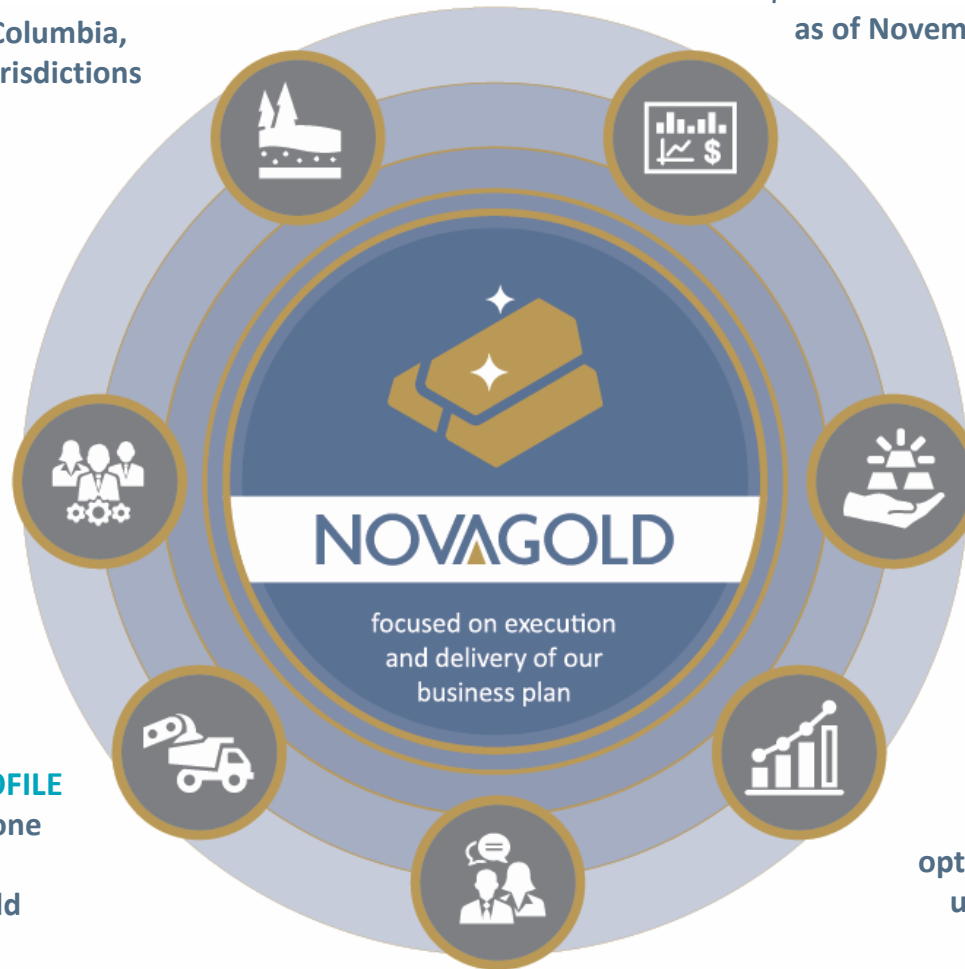 Columbia,
risdictions
as of Novem
NOVAGOLD
focused on execution
and delivery of our
business plan
OFILE
one
ld
opt
u
$